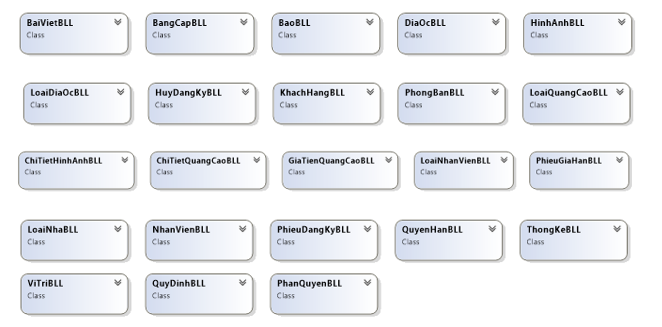 BaiVietBLL BangCapBLL BaoBLL DiaOcBLL HinhAnhBLL
Class Class Class Class Class
LoaiDiaOcBLL HuyDangKyBLL KhachHangBLL PhongBanBLL LoaiQuangCaoBLL
Class Class Class Class Class
ChiTietHinhAnhBLL ChiTietQuangCaoBLL GiaTienQuangCaoBLL LoaiNhanVienBLL PhieuGiaHanBLL
Class Class Class Class Class
LoaiNhaBLL NhanVienBLL PhieuDangKyBLL QuyenHanBLL ThongKeBLL
Class Class Class Class Class
ViTriBLL QuyDinhBLL PhanQuyenBLL
Class Class Class